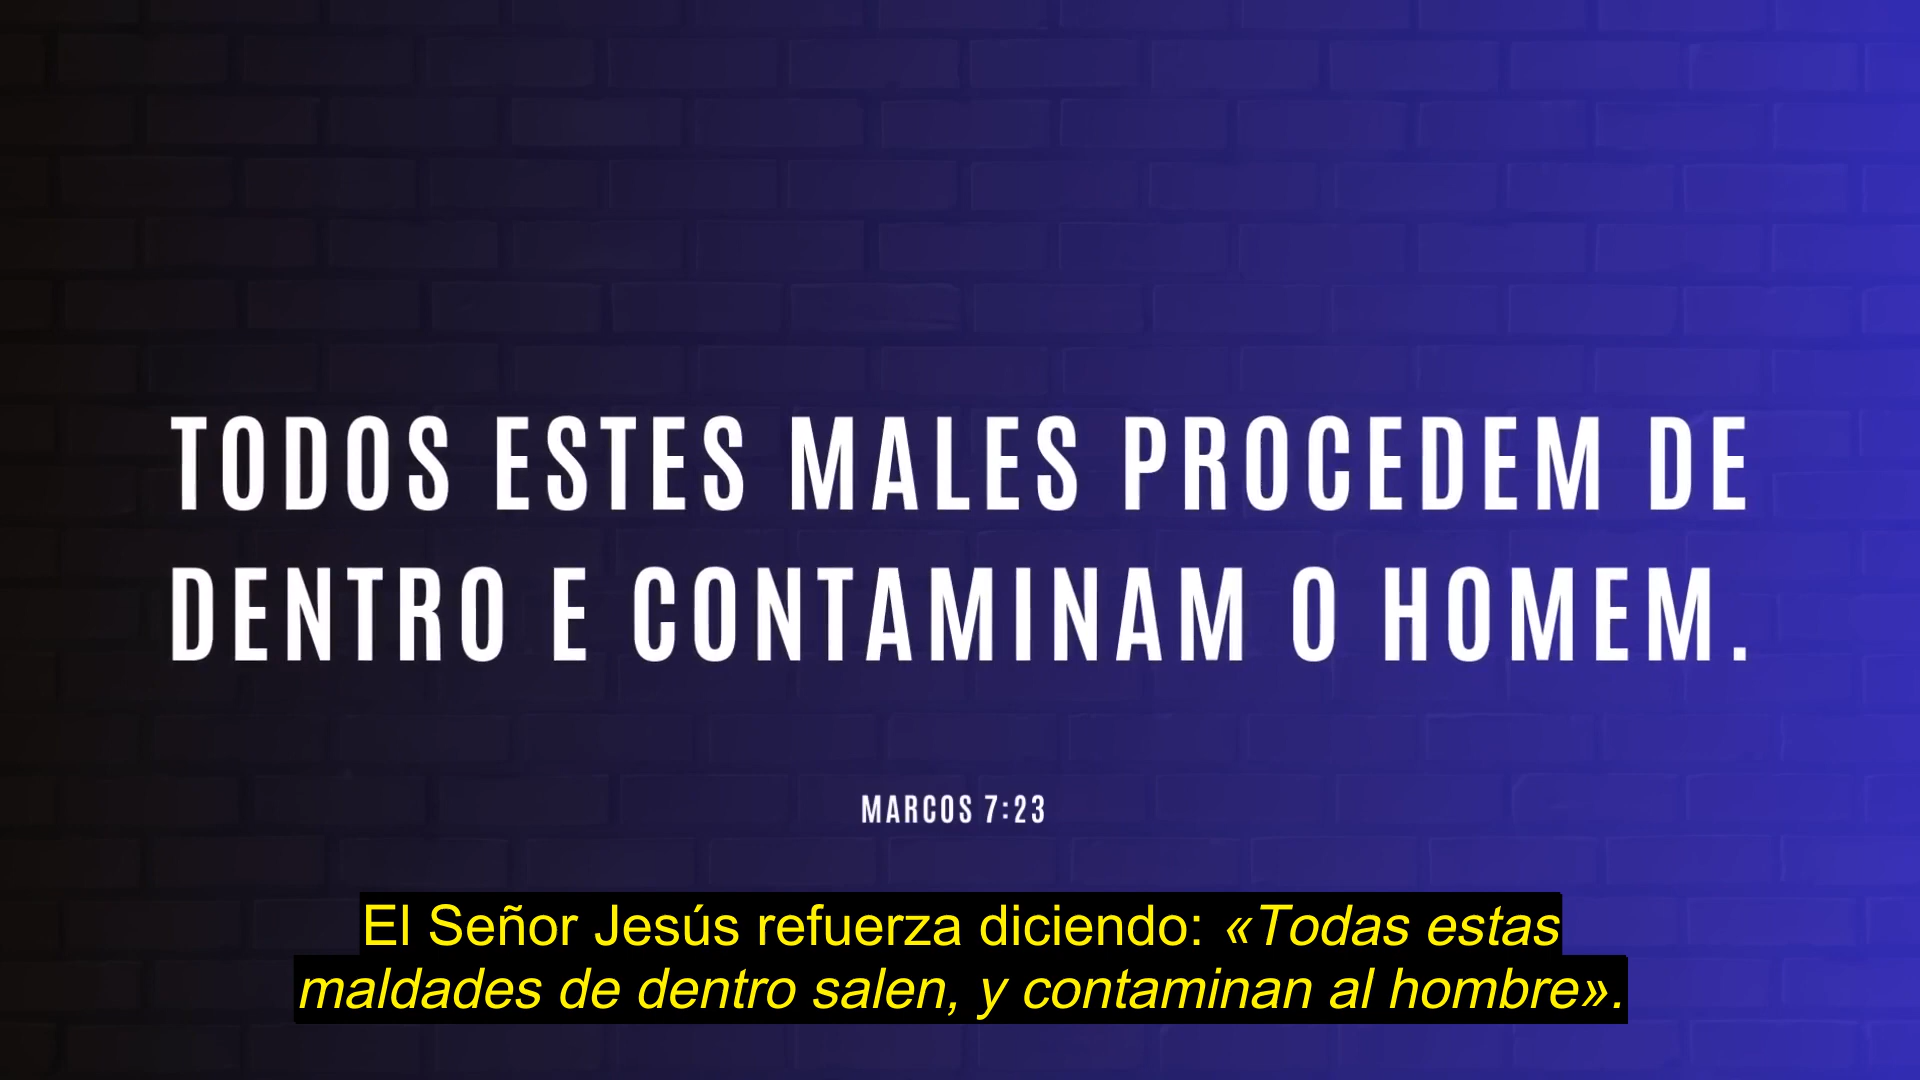 TODOS ESTES MALES PROCEDEM DE
DENTRO E CONTAMINAM O HOMEM.
MARCOS 7:23
El Señor Jesús refuerza diciendo: «Todas estas
maldades de dentro salen, y contaminan al hombre».